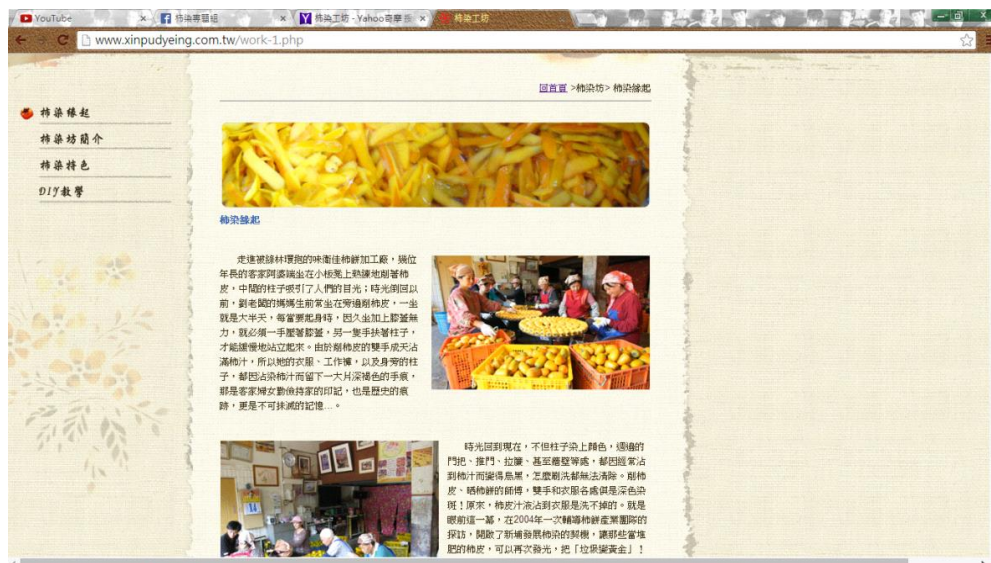 YouTube
柿染專題組
柿染工坊 - Yahoo奇摩
柿染工坊
www.xinpudyeing.com.tw/work-1.php
回首頁 >柿染坊> 柿染緣起
柿染緣起
柿染坊簡介
柿染特色
DIY教學
柿染緣起
走進被綠林環抱的味衛佳柿餅加工廠，幾位
年長的客家阿婆端坐在小板凳上熟練地削著柿
皮，中間的柱子吸引了人們的目光；時光倒回以
前，劉老闆的媽媽生前常坐在旁邊削柿皮，一坐
就是大半天，每當要起身時，因久坐加上膝蓋無
力，就必須一手壓著膝蓋，另一隻手扶著柱子，
才能緩慢地站立起來。由於削柿皮的雙手成天沾
滿柿汁，所以她的衣服、工作褲，以及身旁的柱
子，都因沾染柿汁而留下一大片深褐色的手痕，
那是客家婦女勤儉持家的印記，也是歷史的痕
跡，更是不可抹滅的記憶…。
時光回到現在，不但柱子染上顏色，週邊的
門把、推門、拉簾、甚至牆壁等處，都因經常沾
到柿汁而變得烏黑，怎麼刷洗都無法清除。削柿
皮、晒柿餅的師傅，雙手和衣服各處俱是深色染
斑！原來，柿皮汁液沾到衣服是洗不掉的。就是
眼前這一幕，在2004年一次輔導柿餅產業團隊的
探訪，開啟了新埔發展柿染的契機，讓那些當堆
肥的柿皮，可以再次發光，把「垃圾變黃金」！